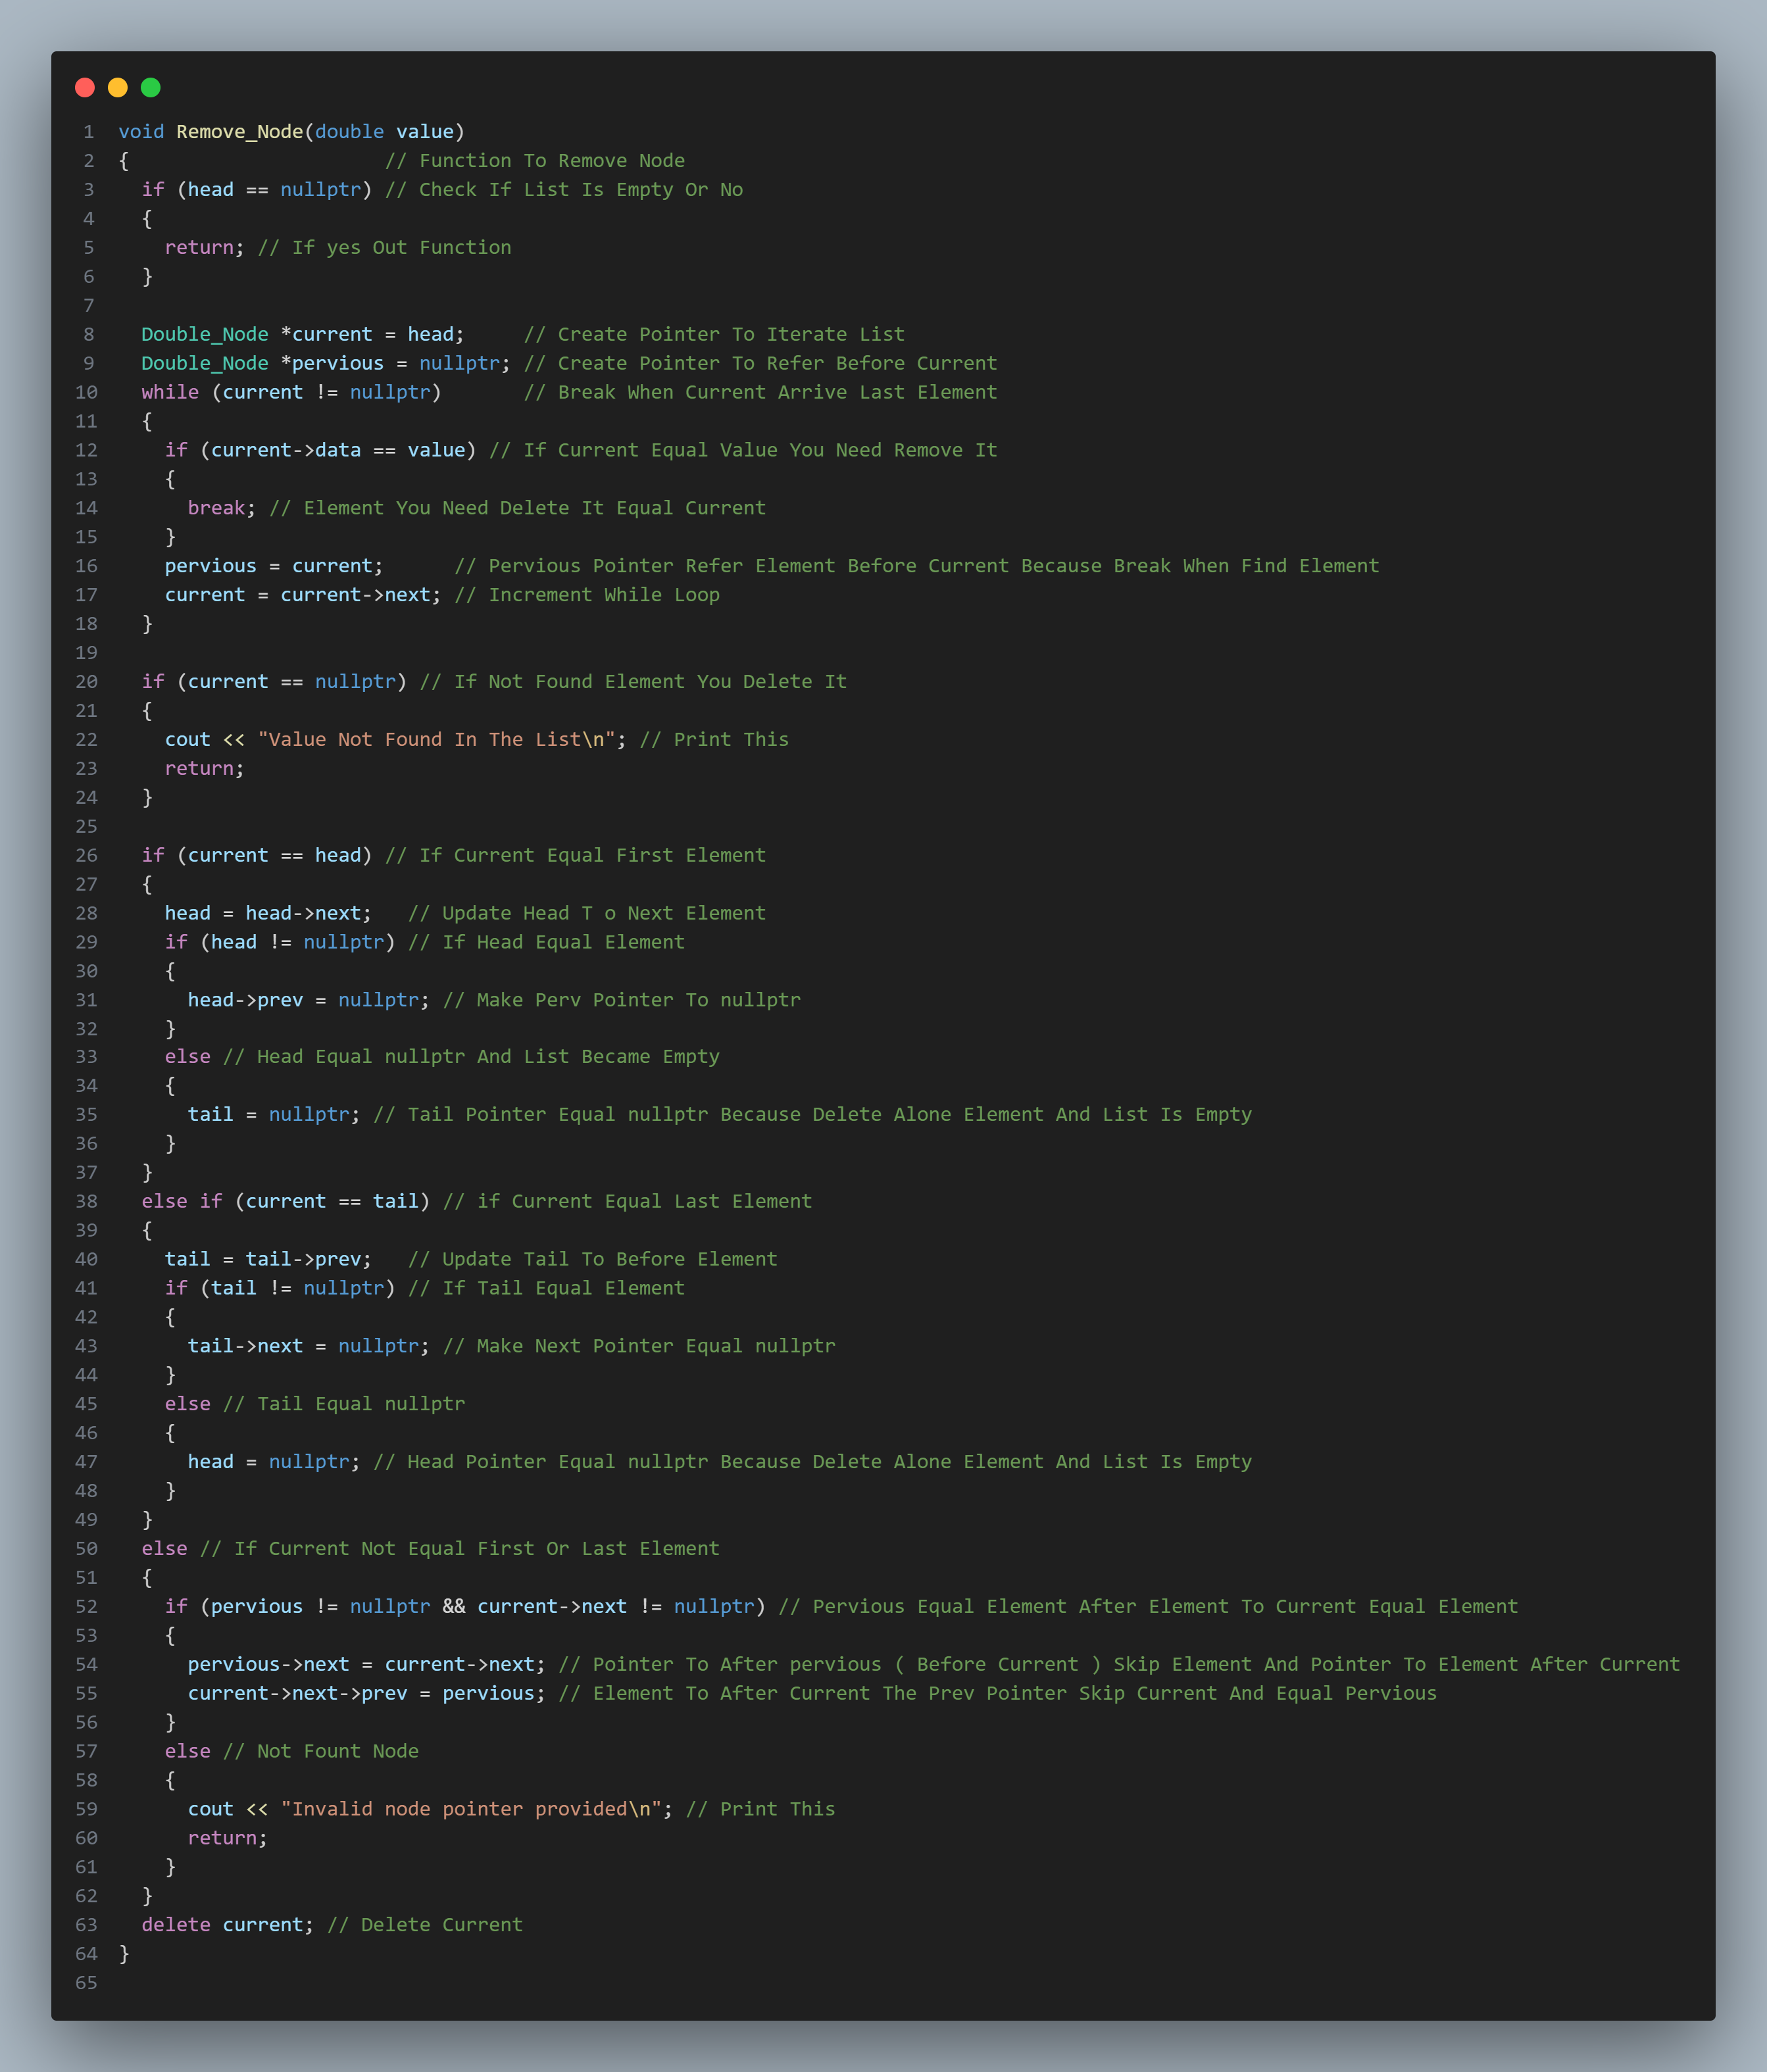 1 void Remove_Node(double value)
2 {                      // Function To Remove Node
3   if (head == nullptr) // Check If List Is Empty Or No
4   {
5     return; // If yes Out Function
6   }
7
8   Double_Node *current = head;     // Create Pointer To Iterate List
9   Double_Node *pervious = nullptr; // Create Pointer To Refer Before Current
10   while (current != nullptr)       // Break When Current Arrive Last Element
11   {
12     if (current->data == value) // If Current Equal Value You Need Remove It
13     {
14       break; // Element You Need Delete It Equal Current
15     }
16     pervious = current;      // Pervious Pointer Refer Element Before Current Because Break When Find Element
17     current = current->next; // Increment While Loop
18   }
19
20   if (current == nullptr) // If Not Found Element You Delete It
21   {
22     cout << "Value Not Found In The List\n"; // Print This
23     return;
24   }
25
26   if (current == head) // If Current Equal First Element
27   {
28     head = head->next;   // Update Head T o Next Element
29     if (head != nullptr) // If Head Equal Element
30     {
31       head->prev = nullptr; // Make Perv Pointer To nullptr
32     }
33     else // Head Equal nullptr And List Became Empty
34     {
35       tail = nullptr; // Tail Pointer Equal nullptr Because Delete Alone Element And List Is Empty
36     }
37   }
38   else if (current == tail) // if Current Equal Last Element
39   {
40     tail = tail->prev;   // Update Tail To Before Element
41     if (tail != nullptr) // If Tail Equal Element
42     {
43       tail->next = nullptr; // Make Next Pointer Equal nullptr
44     }
45     else // Tail Equal nullptr
46     {
47       head = nullptr; // Head Pointer Equal nullptr Because Delete Alone Element And List Is Empty
48     }
49   }
50   else // If Current Not Equal First Or Last Element
51   {
52     if (pervious != nullptr && current->next != nullptr) // Pervious Equal Element After Element To Current Equal Element
53     {
54       pervious->next = current->next; // Pointer To After pervious ( Before Current ) Skip Element And Pointer To Element After Current
55       current->next->prev = pervious; // Element To After Current The Prev Pointer Skip Current And Equal Pervious
56     }
57     else // Not Fount Node
58     {
59       cout << "Invalid node pointer provided\n"; // Print This
60       return;
61     }
62   }
63   delete current; // Delete Current
64 }
65